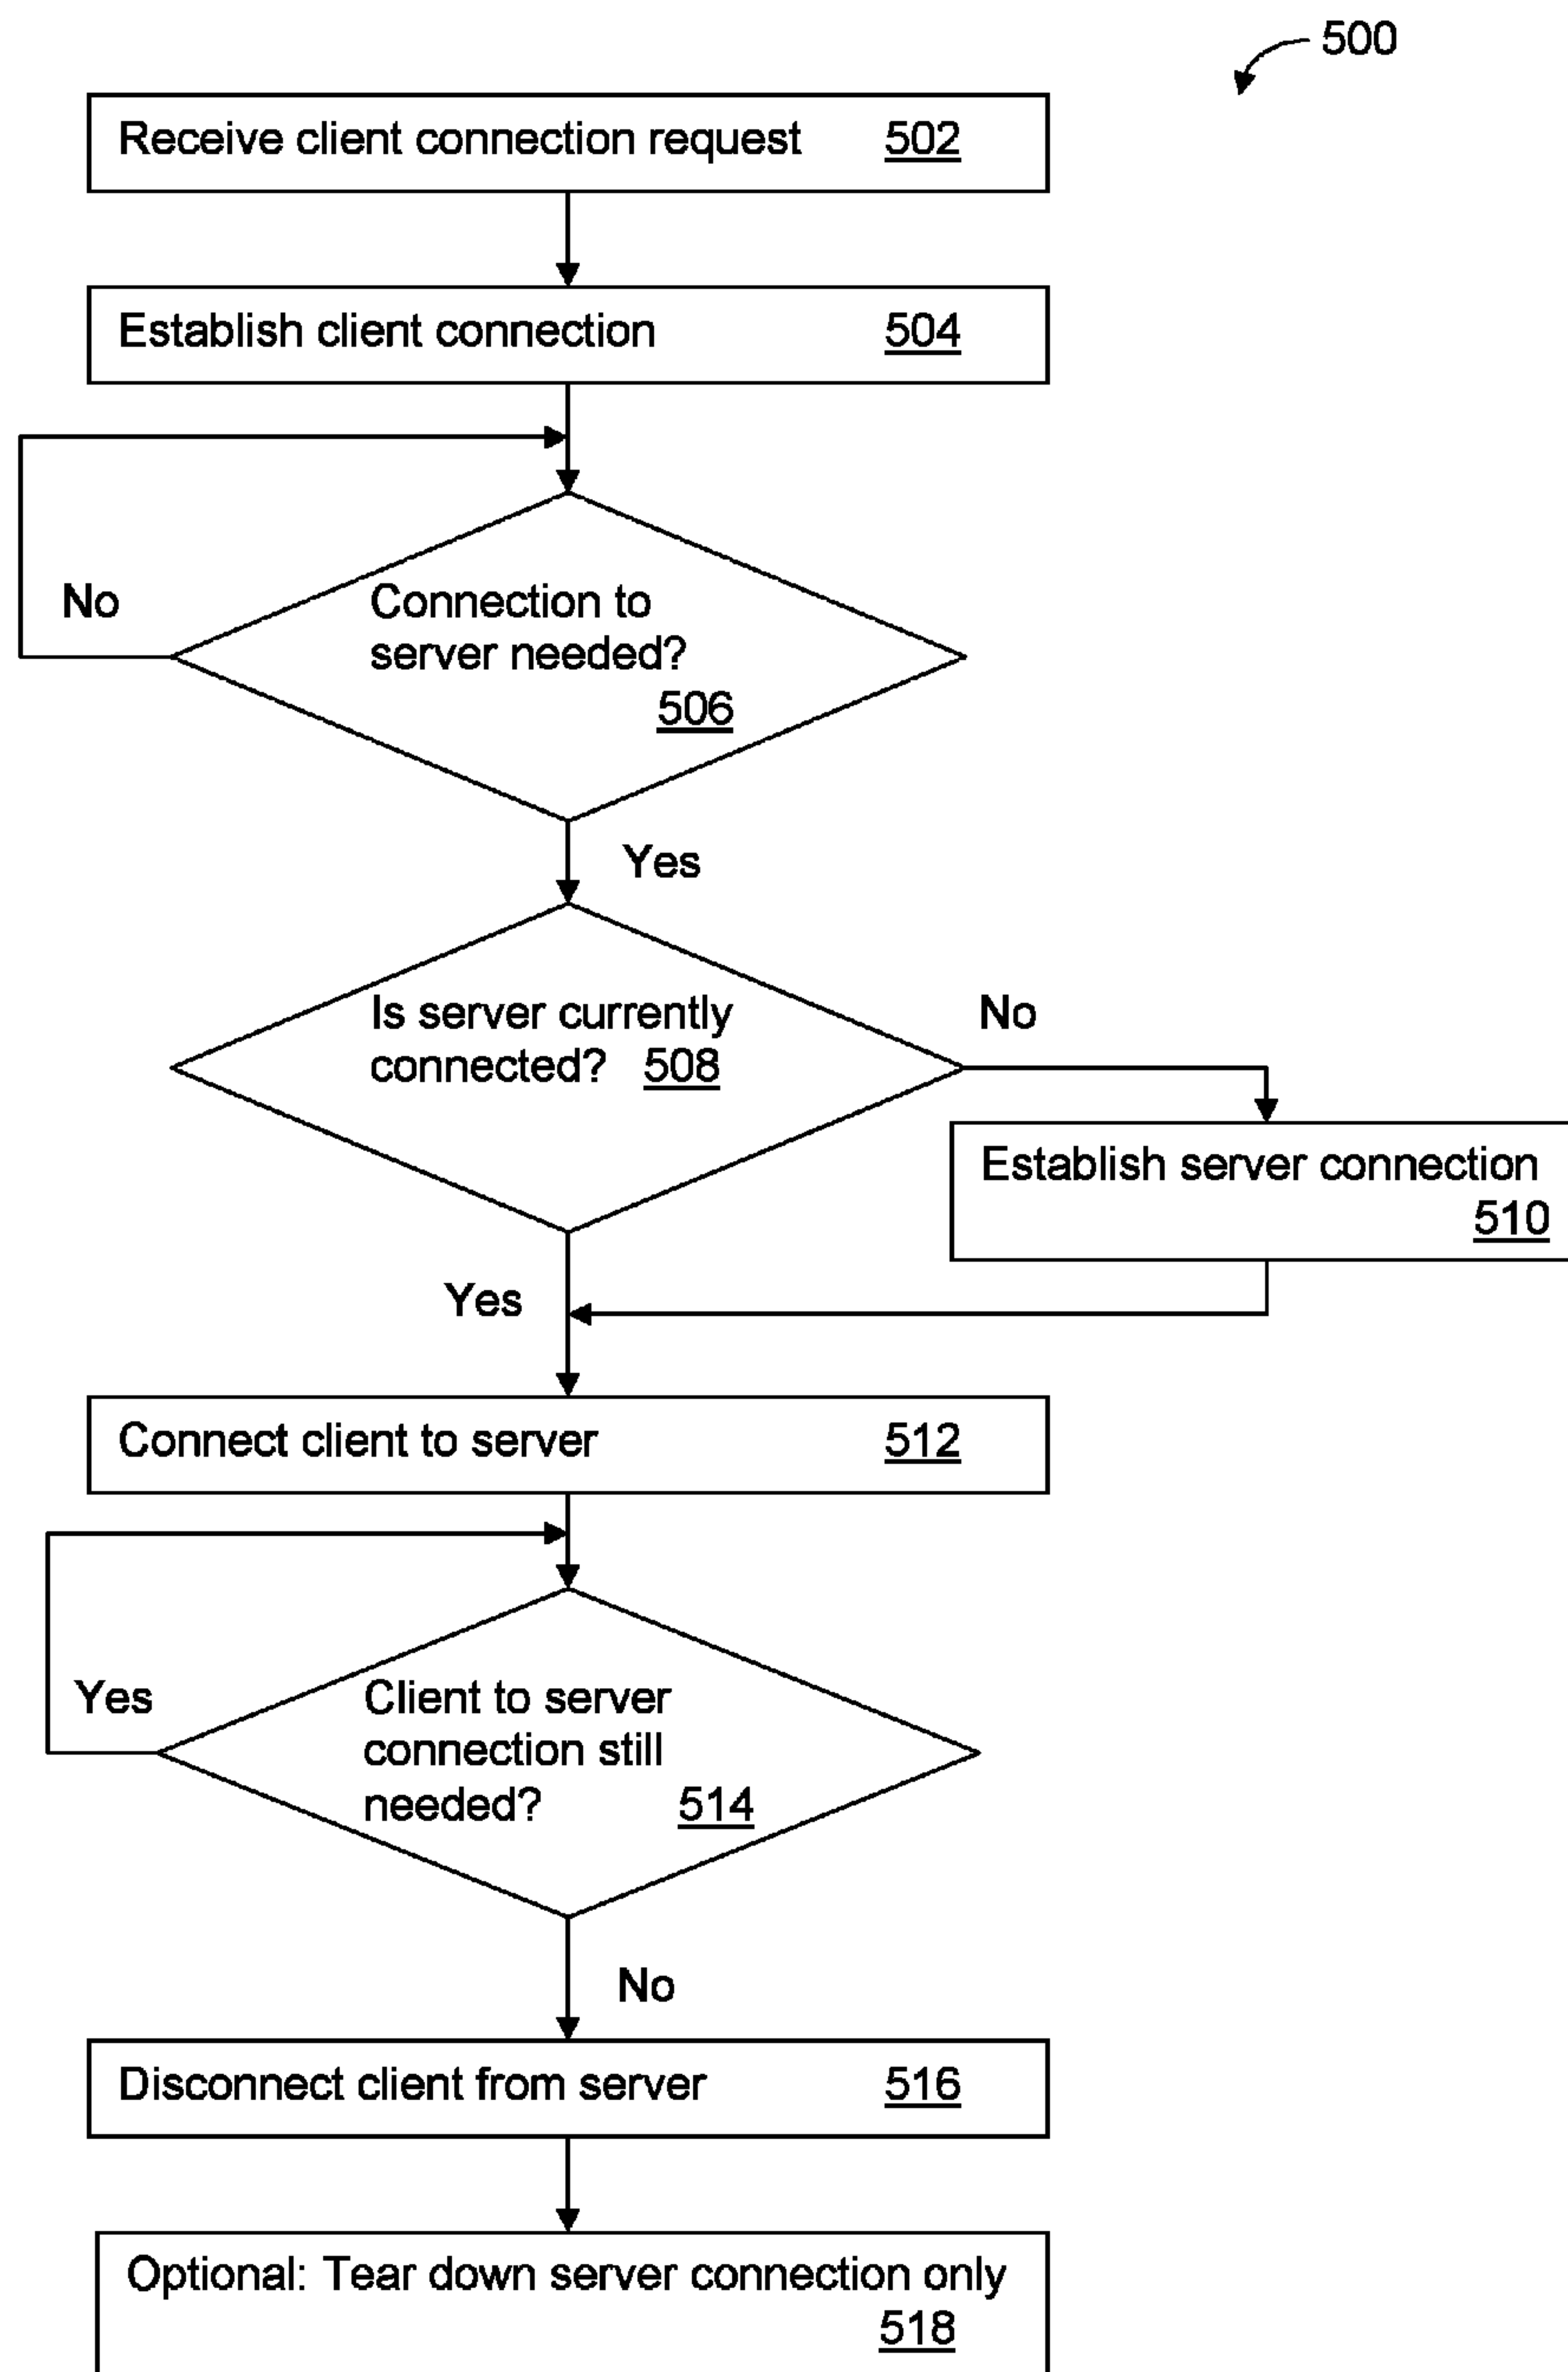 500
Receive client connection request 502
Establish client connection 504
No
Connection to
server needed?
506
Yes
Is server currently
connected? 508
No
Establish server connection
510
Yes
Connect client to server 512
Yes
Client to server
connection still
needed? 514
No
Disconnect client from server 516
Optional: Tear down server connection only
518